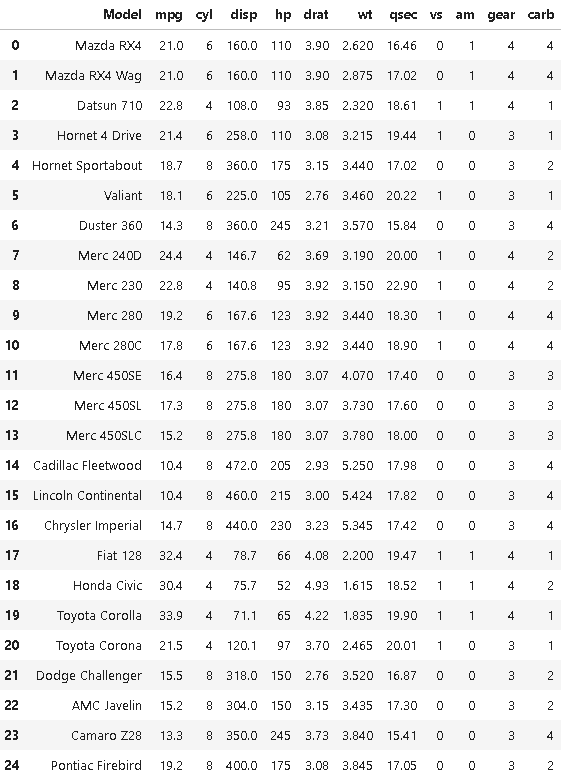 Model mpg cyl disp hp drat wt qsec vs am gear carb
0 Mazda RX4 21.0 6 160.0 110 3.90 2.620 16.46 0 1 4 4
1 Mazda RX4 Wag 21.0 6 160.0 110 3.90 2.875 17.02 0 1 4 4
2 Datsun 710 22.8 4 108.0 93 3.85 2.320 18.61 1 1 4 1
3 Hornet 4 Drive 21.4 6 258.0 110 3.08 3.215 19.44 1 0 3 1
4 Hornet Sportabout 18.7 8 360.0 175 3.15 3.440 17.02 0 0 3 2
5 Valiant 18.1 6 225.0 105 2.76 3.460 20.22 1 0 3 1
6 Duster 360 14.3 8 360.0 245 3.21 3.570 15.84 0 0 3 4
7 Merc 240D 24.4 4 146.7 62 3.69 3.190 20.00 1 0 4 2
8 Merc 230 22.8 4 140.8 95 3.92 3.150 22.90 1 0 4 2
9 Merc 280 19.2 6 167.6 123 3.92 3.440 18.30 1 0 4 4
10 Merc 280C 17.8 6 167.6 123 3.92 3.440 18.90 1 0 4 4
11 Merc 450SE 16.4 8 275.8 180 3.07 4.070 17.40 0 0 3 3
12 Merc 450SL 17.3 8 275.8 180 3.07 3.730 17.60 0 0 3 3
13 Merc 450SLC 15.2 8 275.8 180 3.07 3.780 18.00 0 0 3 3
14 Cadillac Fleetwood 10.4 8 472.0 205 2.93 5.250 17.98 0 0 3 4
15 Lincoln Continental 10.4 8 460.0 215 3.00 5.424 17.82 0 0 3 4
16 Chrysler Imperial 14.7 8 440.0 230 3.23 5.345 17.42 0 0 3 4
17 Fiat 128 32.4 4 78.7 66 4.08 2.200 19.47 1 1 4 1
18 Honda Civic 30.4 4 75.7 52 4.93 1.615 18.52 1 1 4 2
19 Toyota Corolla 33.9 4 71.1 65 4.22 1.835 19.90 1 1 4 1
20 Toyota Corona 21.5 4 120.1 97 3.70 2.465 20.01 1 0 3 1
21 Dodge Challenger 15.5 8 318.0 150 2.76 3.520 16.87 0 0 3 2
22 AMC Javelin 15.2 8 304.0 150 3.15 3.435 17.30 0 0 3 2
23 Camaro Z28 13.3 8 350.0 245 3.73 3.840 15.41 0 0 3 4
24 Pontiac Firebird 19.2 8 400.0 175 3.08 3.845 17.05 0 0 3 2